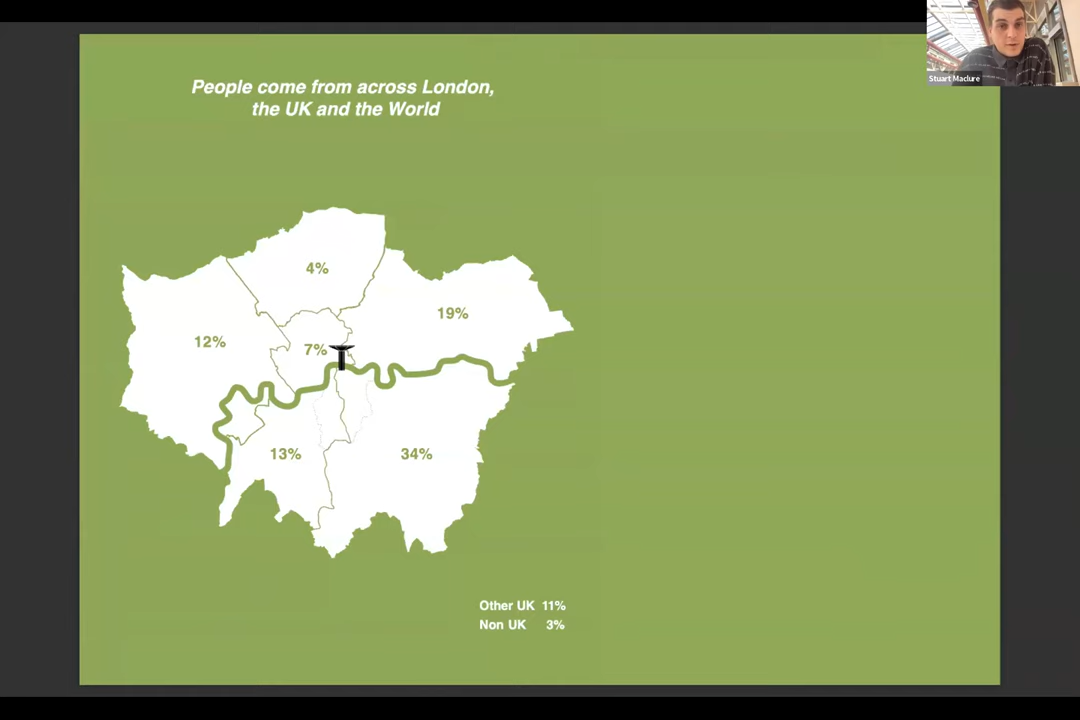 Stuart Maclure
People come from across London,
the UK and the World
4%
19%
12%
7%
13%
34%
Other UK 11%
Non UK 3%